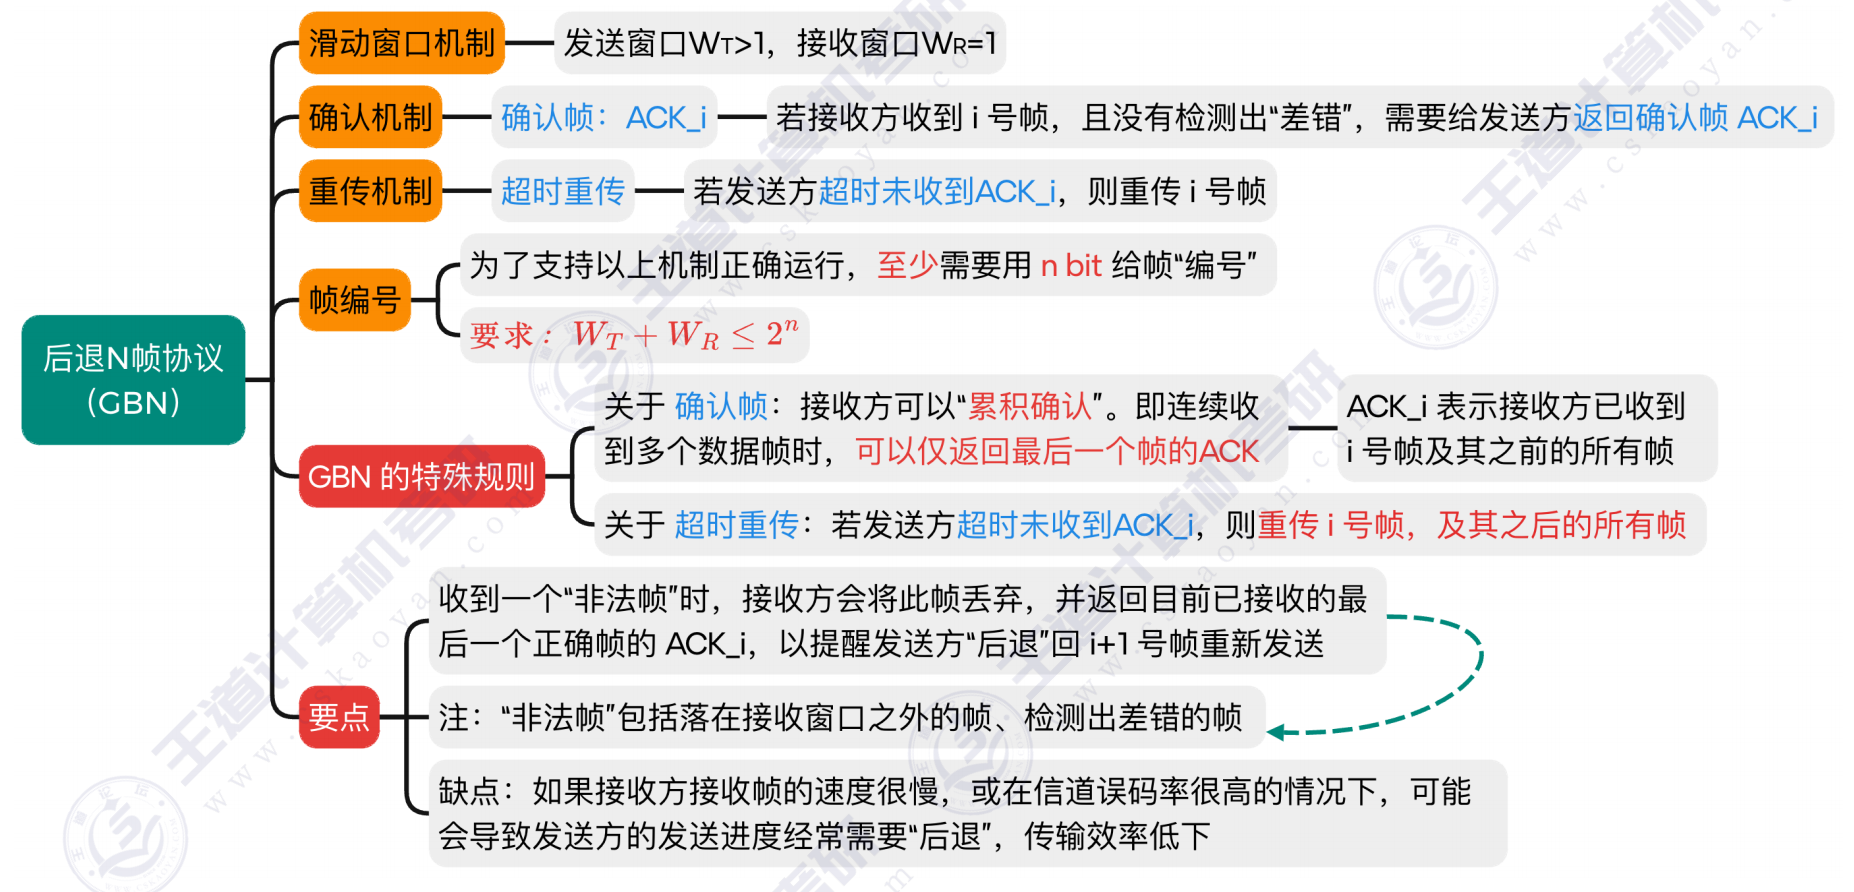 滑动窗口机制
发送窗口WT>1，接收窗口WR=1
确认机制
确认帧：ACK_i
若接收方收到 i 号帧，且没有检测出“差错”，需要给发送方返回确认帧 ACK_i
重传机制
超时重传
若发送方超时未收到ACK_i，则重传 i 号帧
帧编号
为了支持以上机制正确运行，至少需要用 n bit 给帧“编号”
要求：W_T + W_R ≤ 2^n
后退N帧协议
（GBN）
GBN 的特殊规则
关于 确认帧：接收方可以“累积确认”。即连续收
到多个数据帧时，可以仅返回最后一个帧的ACK
ACK_i 表示接收方已收到
i 号帧及其之前的所有帧
关于 超时重传：若发送方超时未收到ACK_i，则重传 i 号帧，及其之后的所有帧
要点
收到一个“非法帧”时，接收方会将此帧丢弃，并返回目前已接收的最
后一个正确帧的 ACK_i，以提醒发送方“后退”回 i+1 号帧重新发送
注：“非法帧”包括落在接收窗口之外的帧、检测出差错的帧
缺点：如果接收方接收帧的速度很慢，或在信道误码率很高的情况下，可能
会导致发送方的发送进度经常需要“后退”，传输效率低下
王道计算机考研
www.cskaoyan.com